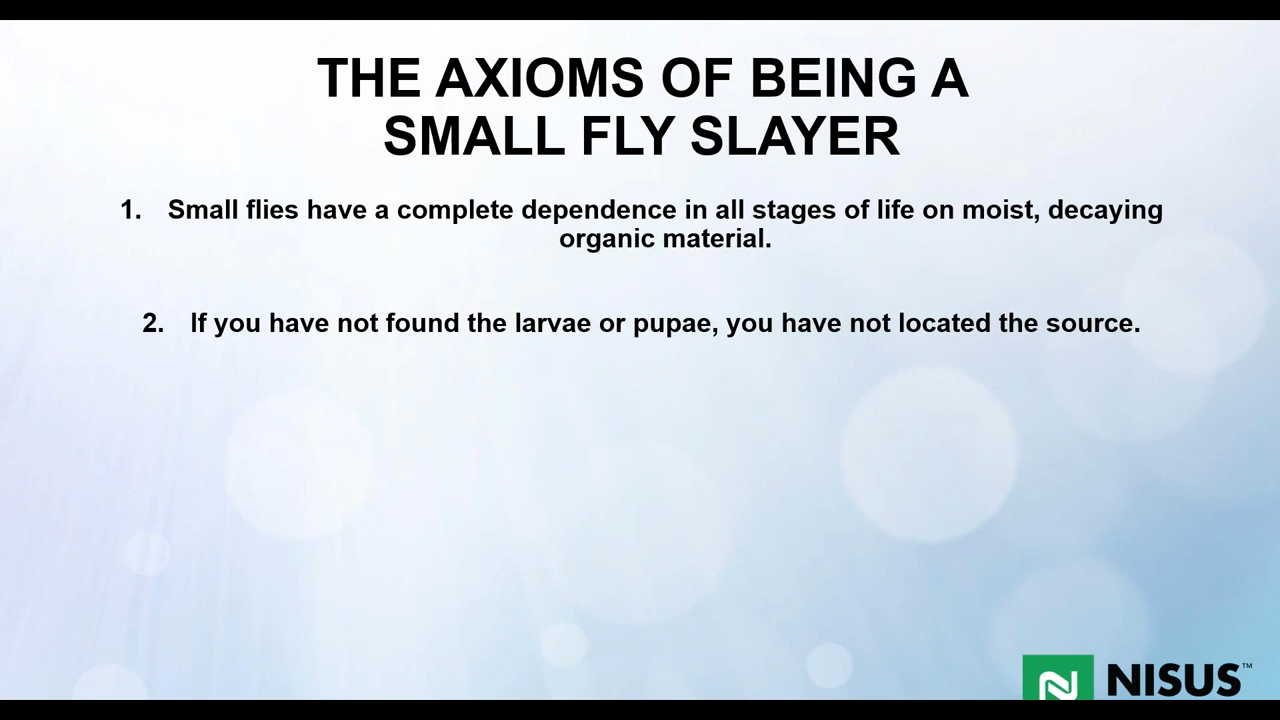 THE AXIOMS OF BEING A
SMALL FLY SLAYER
1. Small flies have a complete dependence in all stages of life on moist, decaying
organic material.
2. If you have not found the larvae or pupae, you have not located the source.
NISUS™